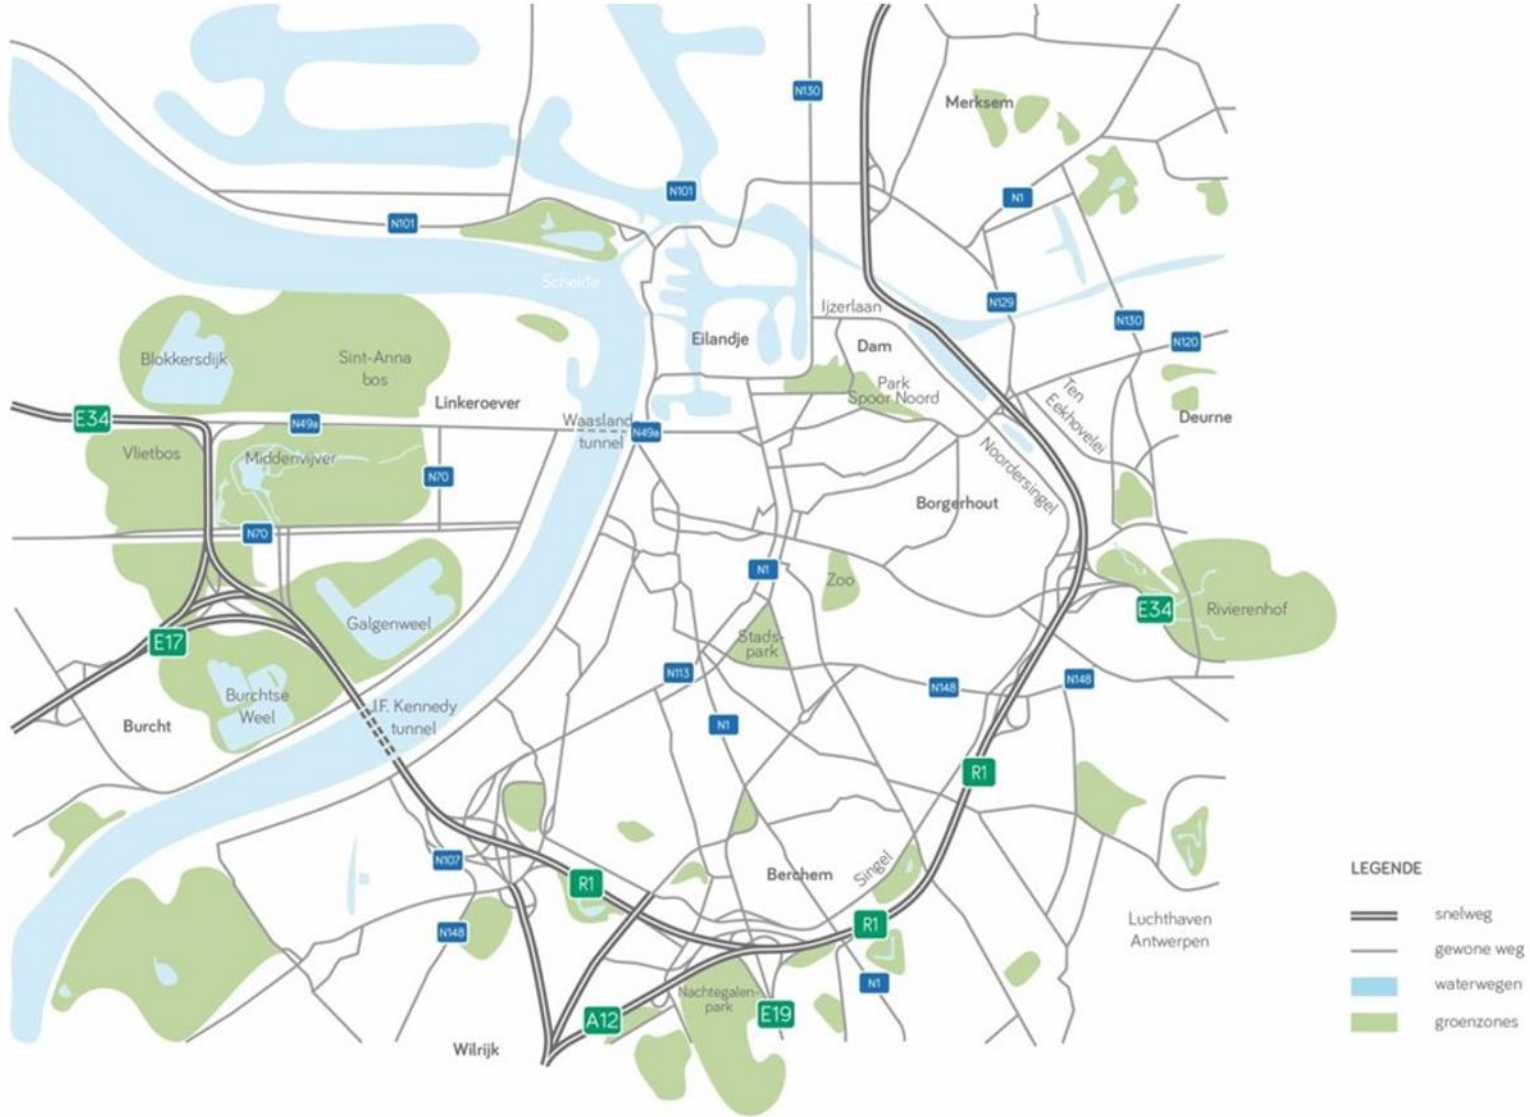 N130
Merksem
N101
N1
N101
Schelde
Ijzerlaan
N129
N130
Eilandje
Dam
N120
Blokkersdijk
Sint-Anna
bos
Park
Spoor Noord
Ten
Eekhovelei
Linkeroever
E34
N49a
Waasland
tunnel
N49a
Deurne
Vlietbos
Middenvijver
N70
Noordersingel
Borgerhout
N70
N1
Zoo
E34
Rivierenhof
Galgenweel
E17
Stads-
park
N113
N148
N148
Burchtse
Weel
J.F. Kennedy
tunnel
Burcht
N1
R1
N107
Berchem
Singel
R1
LEGENDE
snelweg
gewone weg
waterwegen
groenzones
N148
R1
Luchthaven
Antwerpen
N1
Nachtegalen-
park
A12
E19
Wilrijk